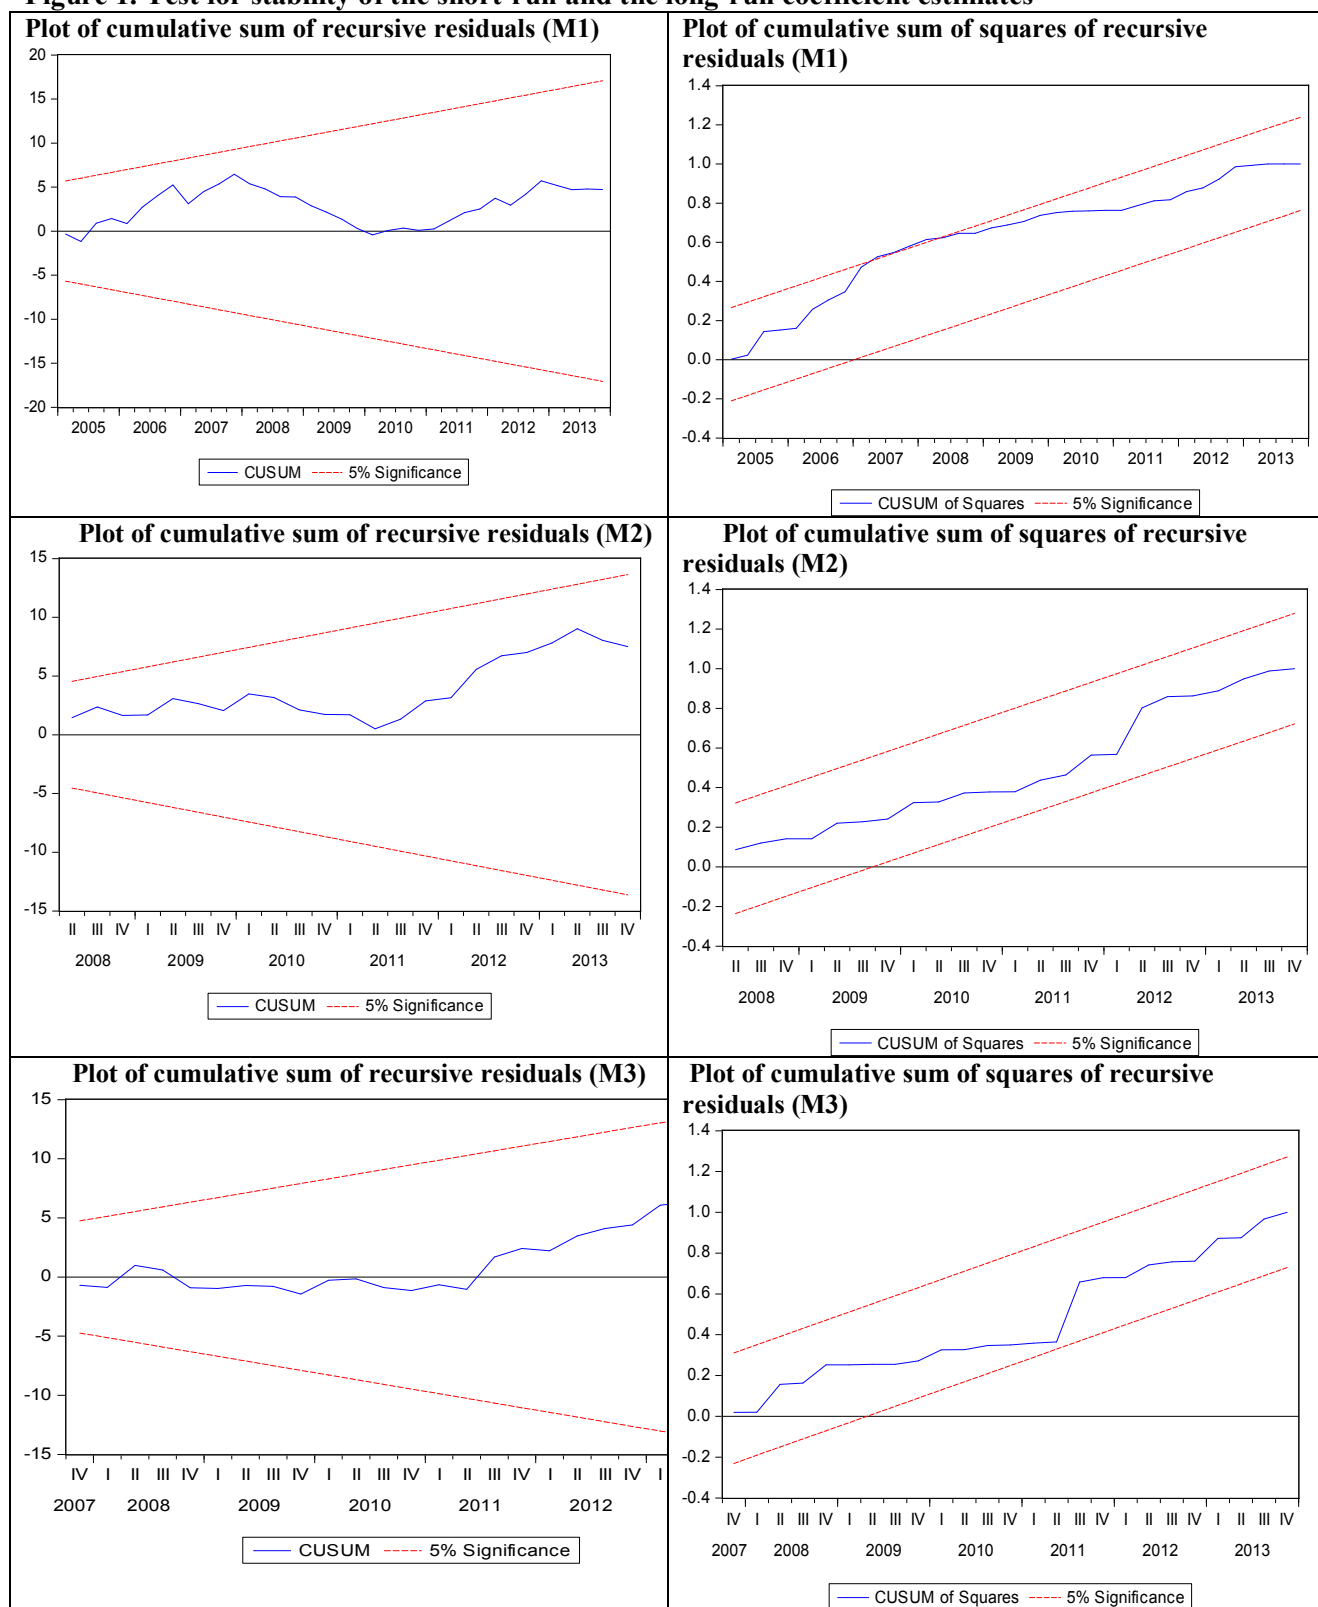 Figure 1: Test for stability of the short-run and the long-run coefficient estimates
Plot of cumulative sum of recursive residuals (M1)
20
15
10
5
0
-5
-10
-15
-20
2005 2006 2007 2008 2009 2010 2011 2012 2013
CUSUM 5% Significance
Plot of cumulative sum of squares of recursive
residuals (M1)
1.4
1.2
1.0
0.8
0.6
0.4
0.2
0.0
-0.2
-0.4
2005 2006 2007 2008 2009 2010 2011 2012 2013
CUSUM of Squares 5% Significance
Plot of cumulative sum of recursive residuals (M2)
15
10
5
0
-5
-10
-15
II III IV I II III IV I II III IV I II III IV I II III IV I II III IV
2008 2009 2010 2011 2012 2013
CUSUM 5% Significance
Plot of cumulative sum of squares of recursive
residuals (M2)
1.4
1.2
1.0
0.8
0.6
0.4
0.2
0.0
-0.2
-0.4
II III IV I II III IV I II III IV I II III IV I II III IV I II III IV
2008 2009 2010 2011 2012 2013
CUSUM of Squares 5% Significance
Plot of cumulative sum of recursive residuals (M3)
15
10
5
0
-5
-10
-15
IV I II III IV I II III IV I II III IV I II III IV I II III IV I
2007 2008 2009 2010 2011 2012
CUSUM 5% Significance
Plot of cumulative sum of squares of recursive
residuals (M3)
1.4
1.2
1.0
0.8
0.6
0.4
0.2
0.0
-0.2
-0.4
IV I II III IV I II III IV I II III IV I II III IV I II III IV I II III IV
2007 2008 2009 2010 2011 2012 2013
CUSUM of Squares 5% Significance